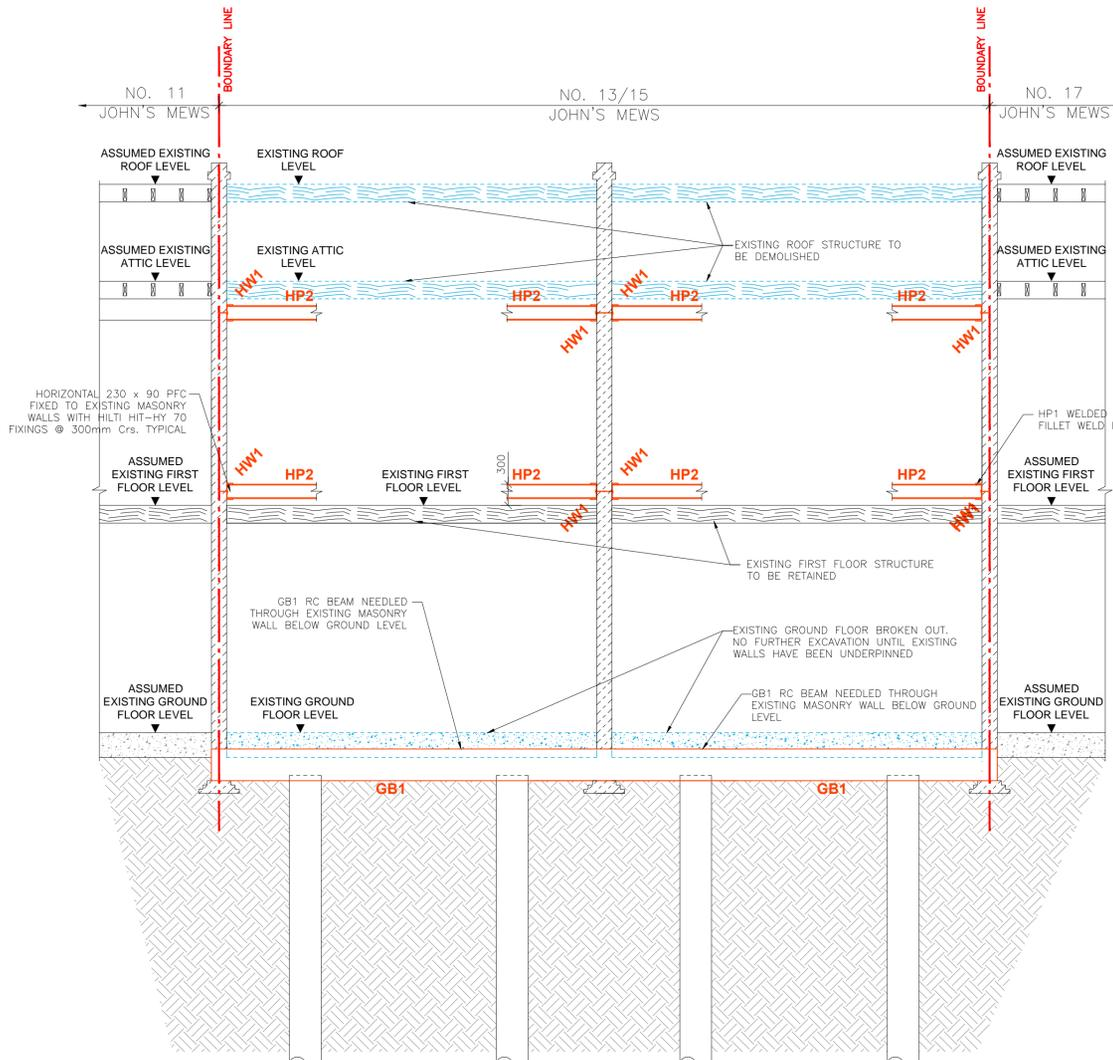 BOUNDARY LINE
BOUNDARY LINE
NO. 11
JOHN'S MEWS
NO. 13/15
JOHN'S MEWS
NO. 17
JOHN'S MEWS
ASSUMED EXISTING
ROOF LEVEL
EXISTING ROOF
LEVEL
ASSUMED EXISTING
ROOF LEVEL
EXISTING ROOF STRUCTURE TO
BE DEMOLISHED
ASSUMED EXISTING
ATTIC LEVEL
EXISTING ATTIC
LEVEL
ASSUMED EXISTING
ATTIC LEVEL
HW1
HP2
HP2
HW1
HP2
HP2
HW1
HW1
HORIZONTAL 230 x 90 PFC
FIXED TO EXISTING MASONRY
WALLS WITH HILTI HIT-HY 70
FIXINGS @ 300mm Crs. TYPICAL
HP1 WELDED
FILLET WELD
ASSUMED
EXISTING FIRST
FLOOR LEVEL
HW1
HP2
EXISTING FIRST
FLOOR LEVEL
300
HP2
HW1
HP2
HP2
HW1
HW1
HW1
ASSUMED
EXISTING FIRST
FLOOR LEVEL
EXISTING FIRST FLOOR STRUCTURE
TO BE RETAINED
GB1 RC BEAM NEEDLED
THROUGH EXISTING MASONRY
WALL BELOW GROUND LEVEL
EXISTING GROUND FLOOR BROKEN OUT.
NO FURTHER EXCAVATION UNTIL EXISTING
WALLS HAVE BEEN UNDERPINNED
ASSUMED
EXISTING GROUND
FLOOR LEVEL
EXISTING GROUND
FLOOR LEVEL
GB1 RC BEAM NEEDLED THROUGH
EXISTING MASONRY WALL BELOW GROUND
LEVEL
ASSUMED
EXISTING GROUND
FLOOR LEVEL
GB1
GB1